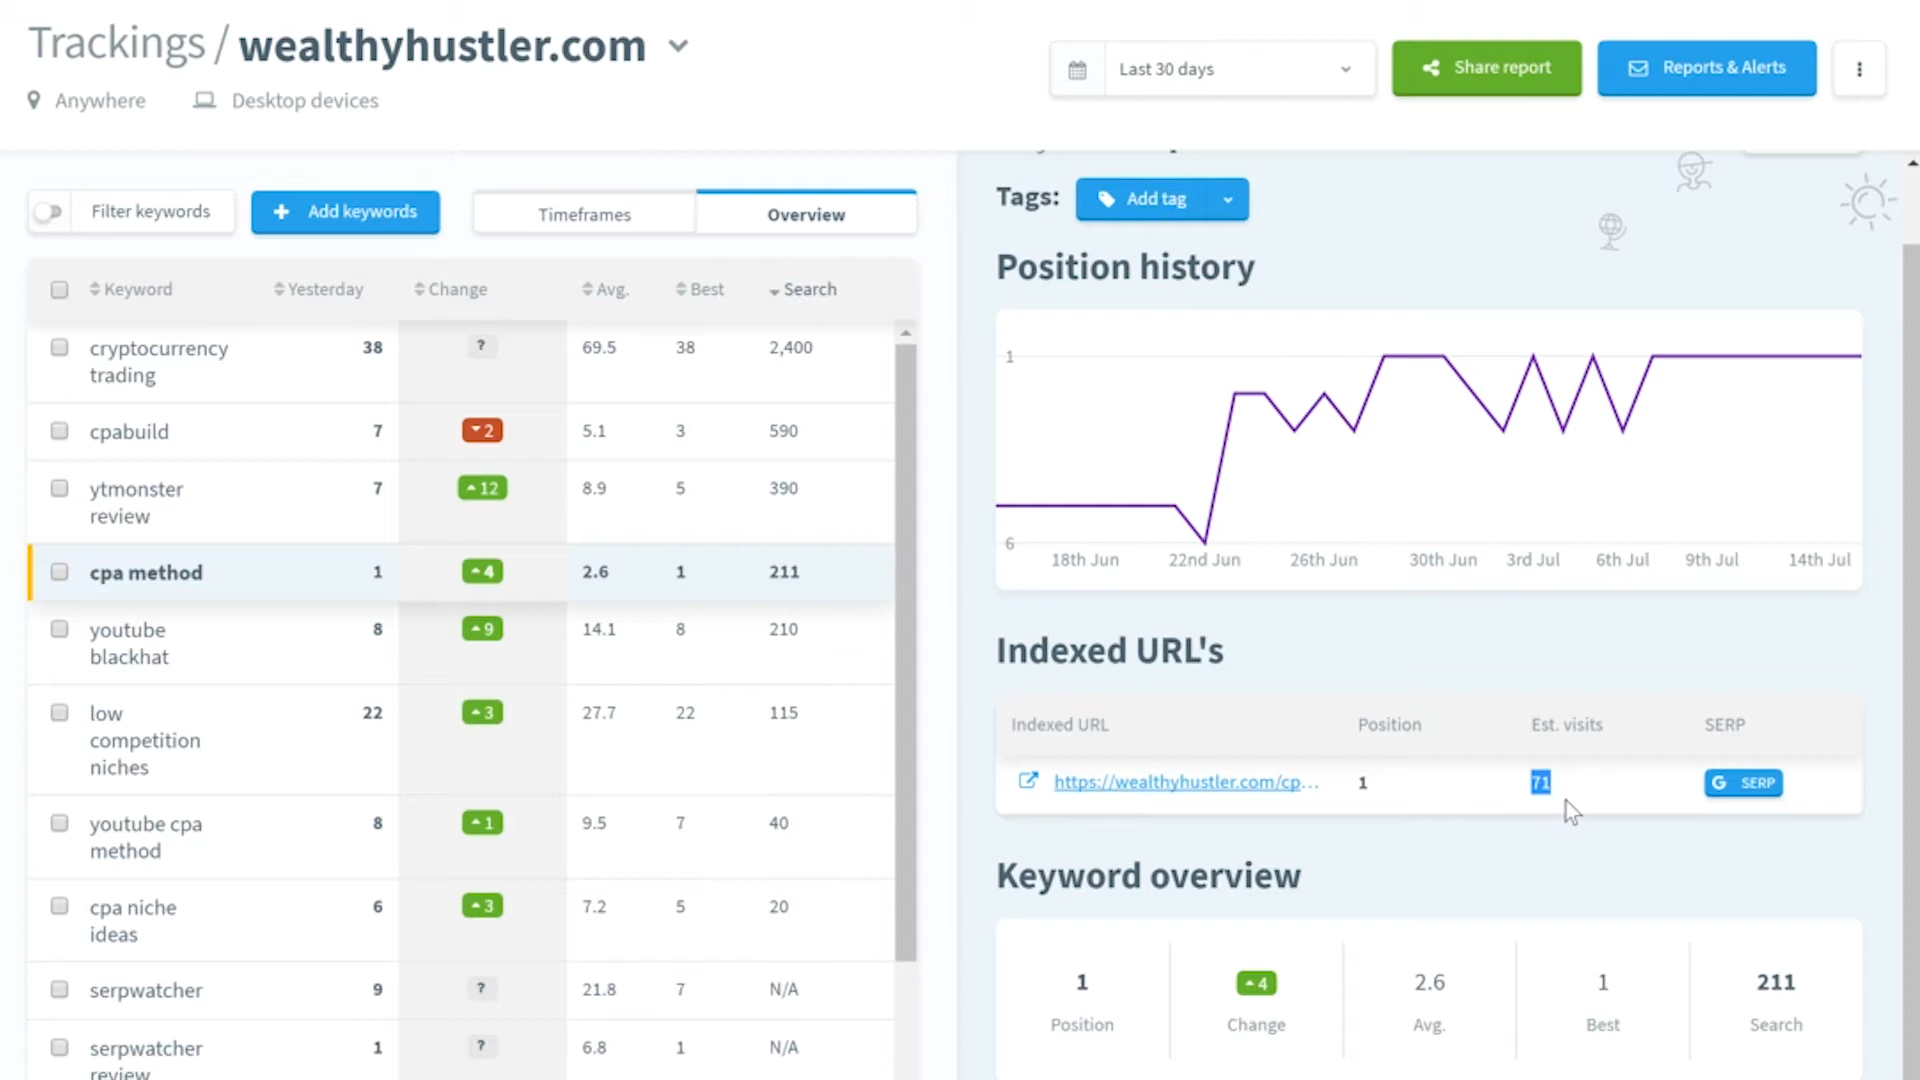 Trackings / wealthyhustler.com
Anywhere Desktop devices
Last 30 days
Share report
Reports & Alerts
Filter keywords
Add keywords
Timeframes
Overview
Keyword Yesterday Change Avg. Best Search
cryptocurrency trading 38 ? 69.5 38 2,400
cpabuild 7 2 5.1 3 590
ytmonster review 7 12 8.9 5 390
cpa method 1 4 2.6 1 211
youtube blackhat 8 9 14.1 8 210
low competition niches 22 3 27.7 22 115
youtube cpa method 8 1 9.5 7 40
cpa niche ideas 6 3 7.2 5 20
serpwatcher 9 ? 21.8 7 N/A
serpwatcher review 1 ? 6.8 1 N/A
Tags: Add tag
Position history
1
6
18th Jun 22nd Jun 26th Jun 30th Jun 3rd Jul 6th Jul 9th Jul 14th Jul
Indexed URL's
Indexed URL Position Est. visits SERP
https://wealthyhustler.com/cp... 1 71 G SERP
Keyword overview
1 4 2.6 1 211
Position Change Avg. Best Search